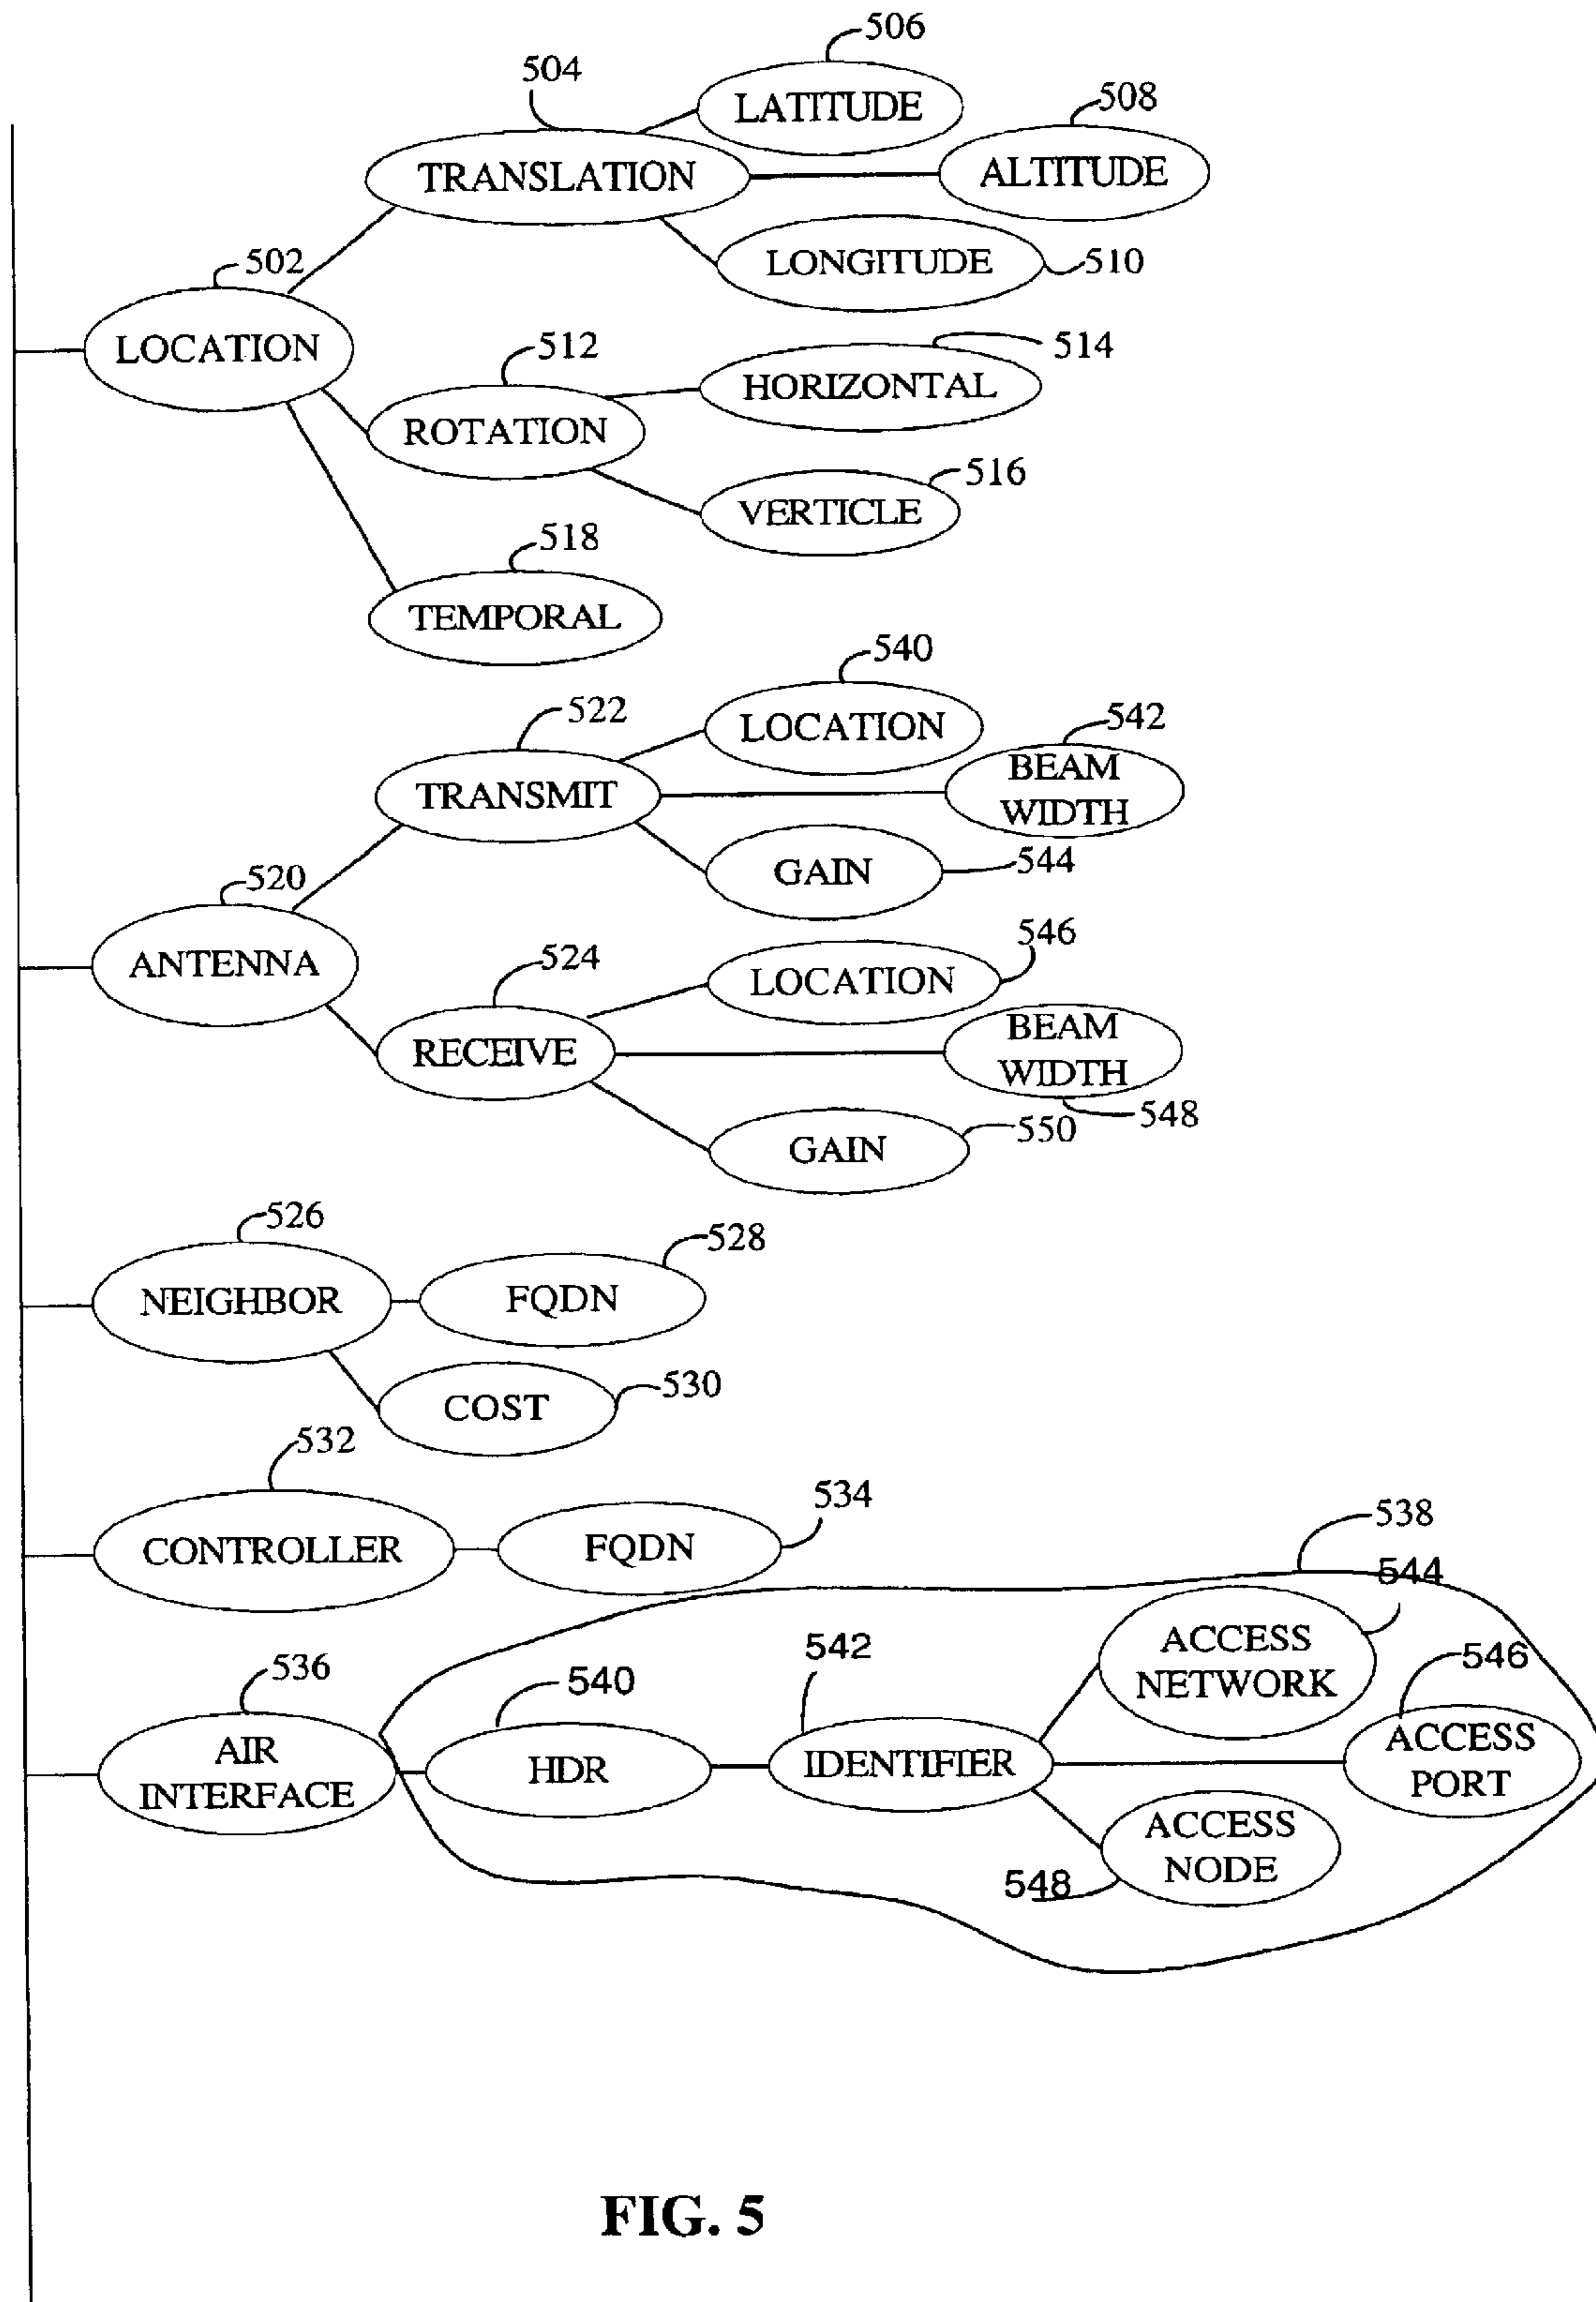 506
504
LATITUDE
508
TRANSLATION
ALTITUDE
502
LONGITUDE
510
LOCATION
512
514
HORIZONTAL
ROTATION
516
VERTICLE
518
TEMPORAL
540
522
LOCATION
542
TRANSMIT
BEAM
WIDTH
GAIN
544
520
ANTENNA
546
524
LOCATION
RECEIVE
BEAM
WIDTH
548
GAIN
550
526
528
NEIGHBOR
FQDN
COST
530
532
534
CONTROLLER
FQDN
538
544
536
540
542
ACCESS
NETWORK
546
AIR
INTERFACE
HDR
IDENTIFIER
ACCESS
PORT
ACCESS
NODE
548
FIG. 5